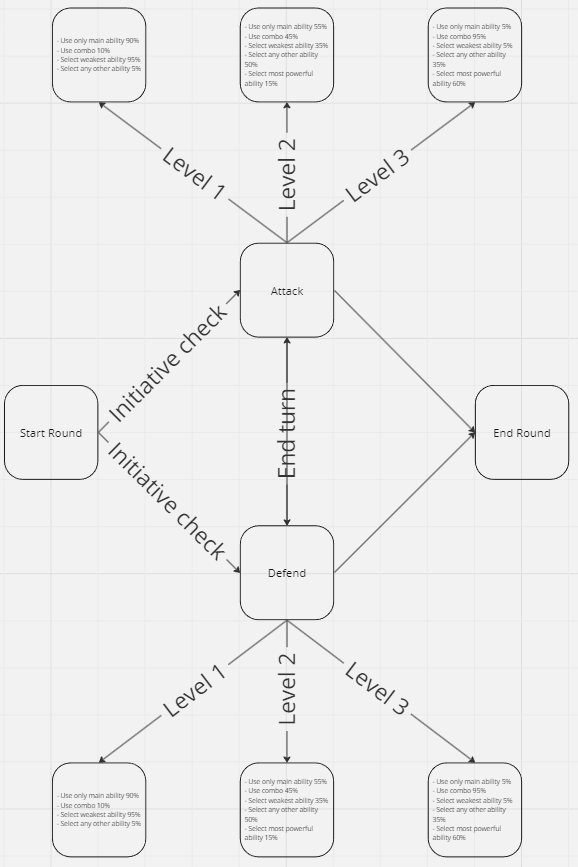 - Use only main ability 90%
- Use combo 10%
- Select weakest ability 95%
- Select any other ability 5%
- Use only main ability 55%
- Use combo 45%
- Select weakest ability 35%
- Select any other ability
50%
- Select most powerful
ability 15%
- Use only main ability 5%
- Use combo 95%
- Select weakest ability 5%
- Select any other ability
35%
- Select most powerful
ability 60%
Level 1
Level 2
Level 3
Attack
Initiative check
Start Round
End turn
End Round
Initiative check
Defend
Level 1
Level 2
Level 3
- Use only main ability 90%
- Use combo 10%
- Select weakest ability 95%
- Select any other ability 5%
- Use only main ability 55%
- Use combo 45%
- Select weakest ability 35%
- Select any other ability
50%
- Select most powerful
ability 15%
- Use only main ability 5%
- Use combo 95%
- Select weakest ability 5%
- Select any other ability
35%
- Select most powerful
ability 60%